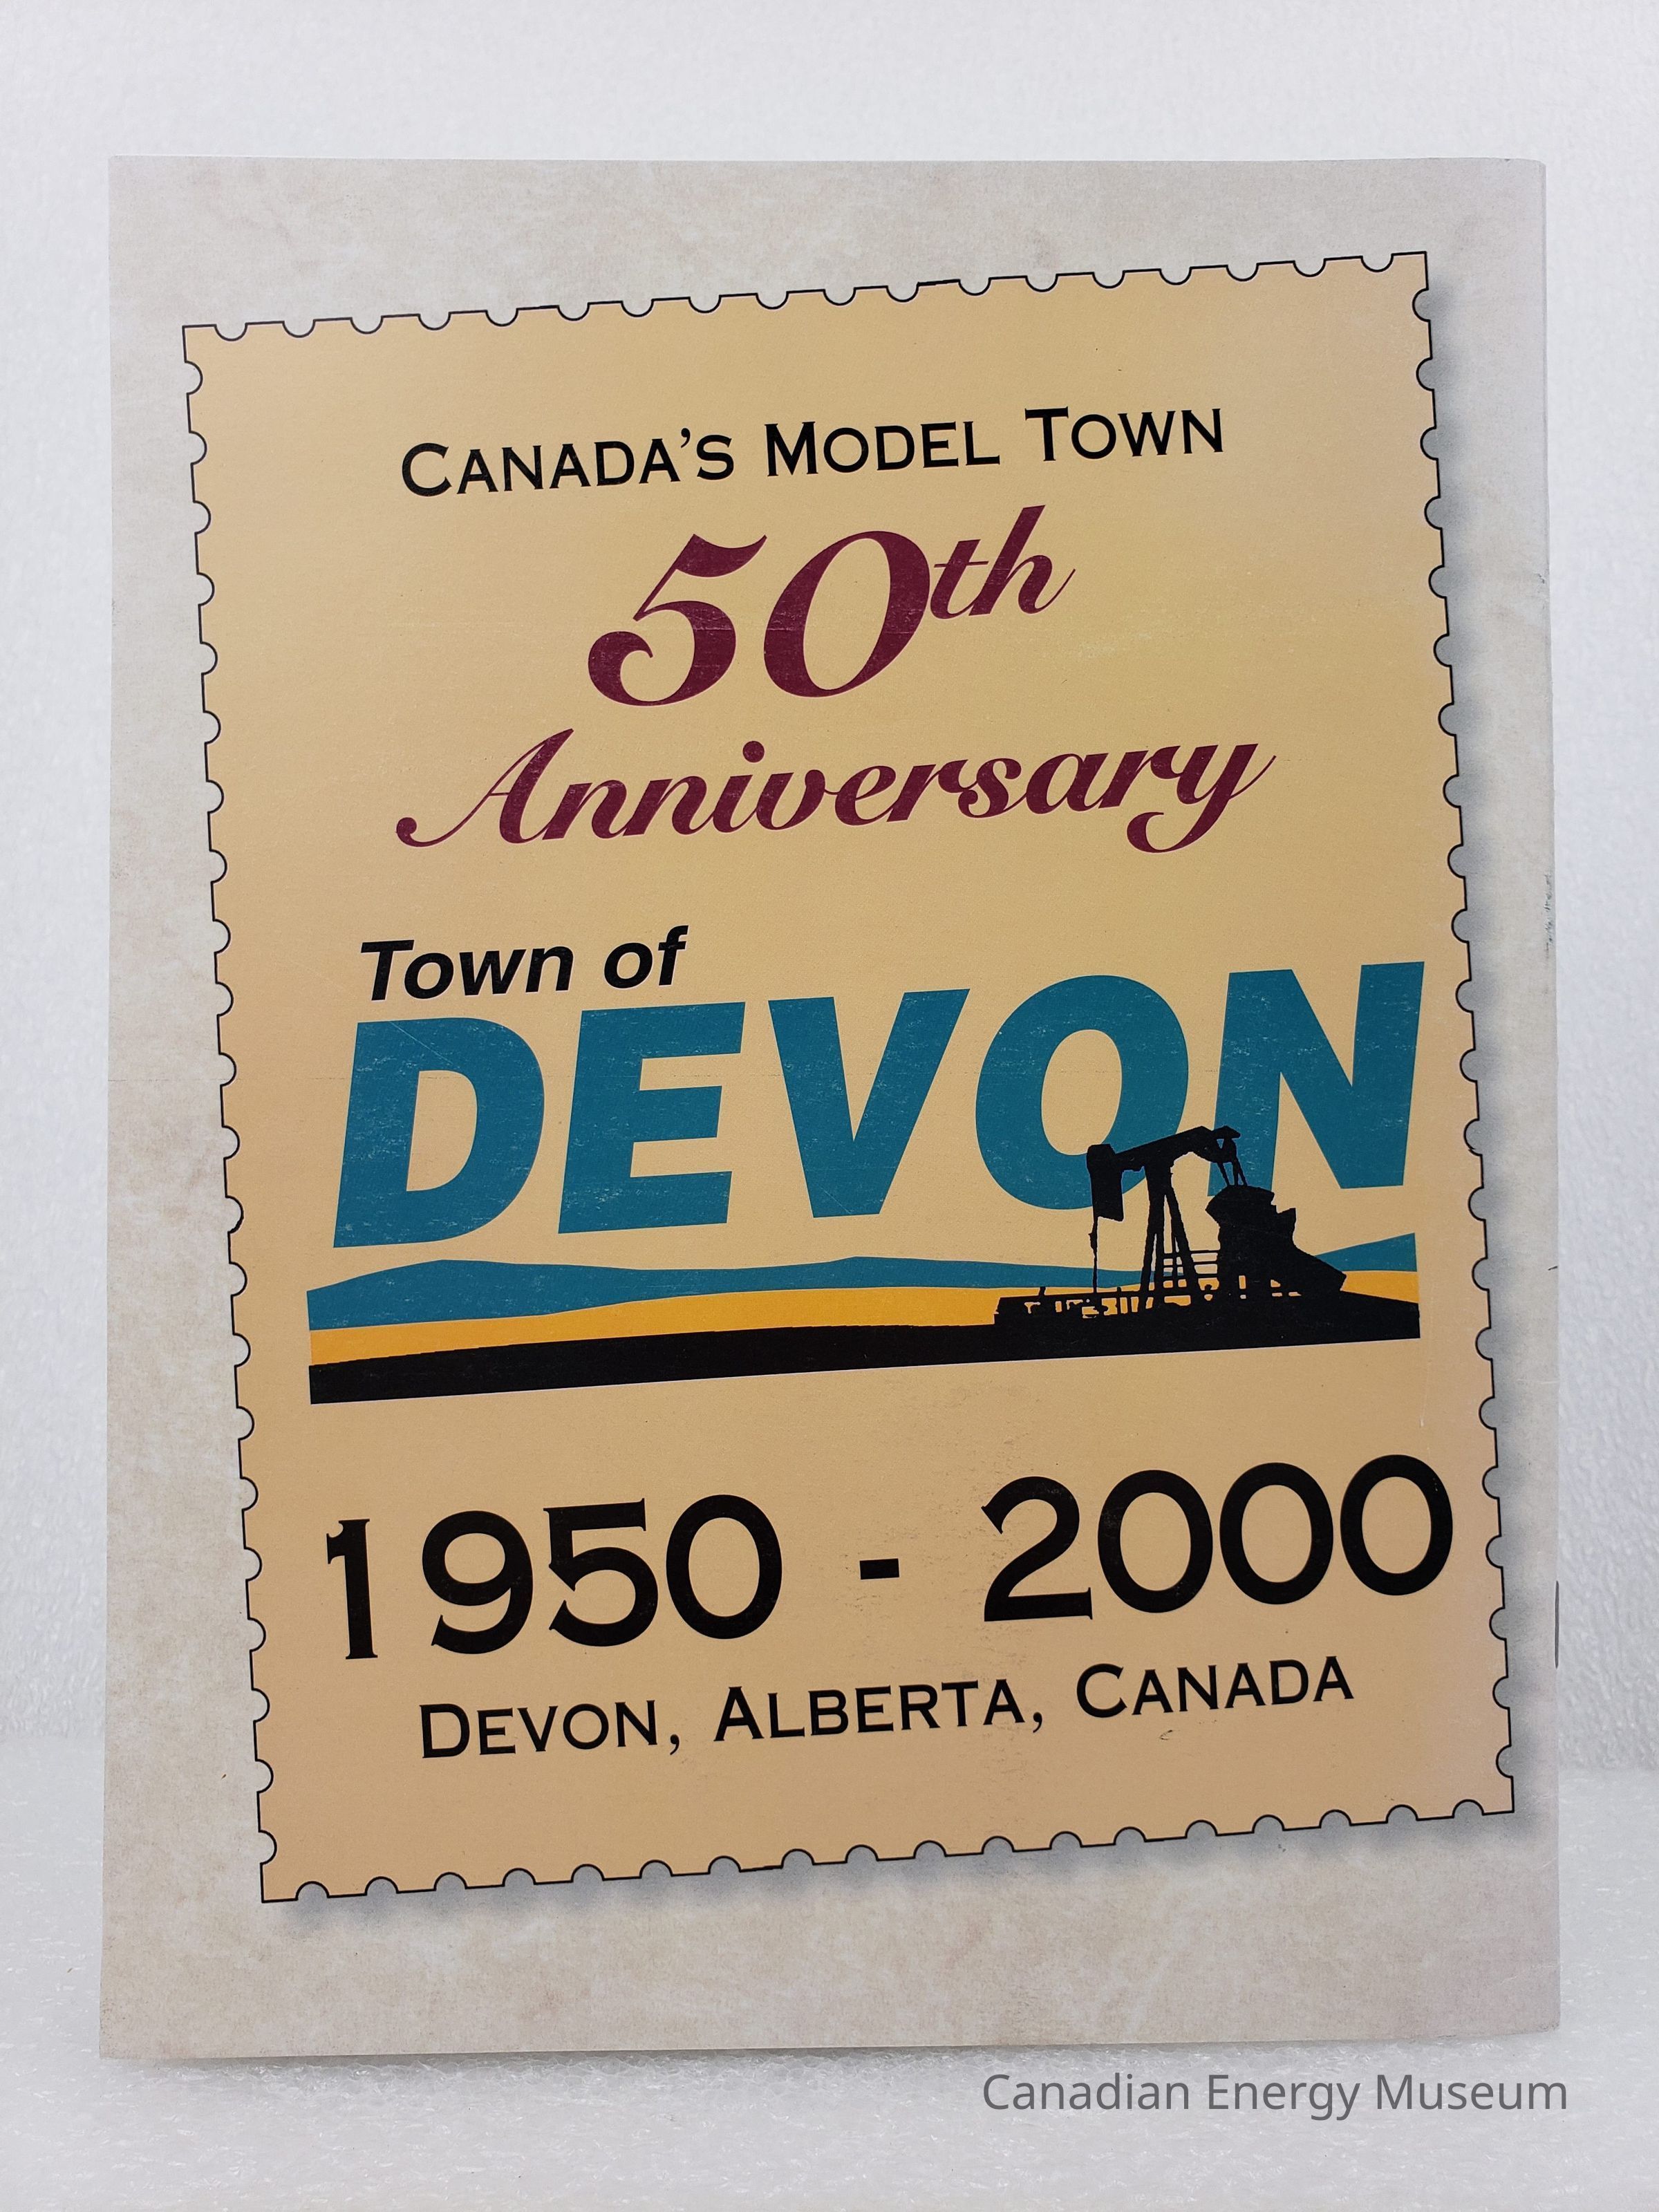 CANADA'S MODEL TOWN
50th
Anniversary
Town of
DEVON
1950 - 2000
DEVON, ALBERTA, CANADA
Canadian Energy Museum